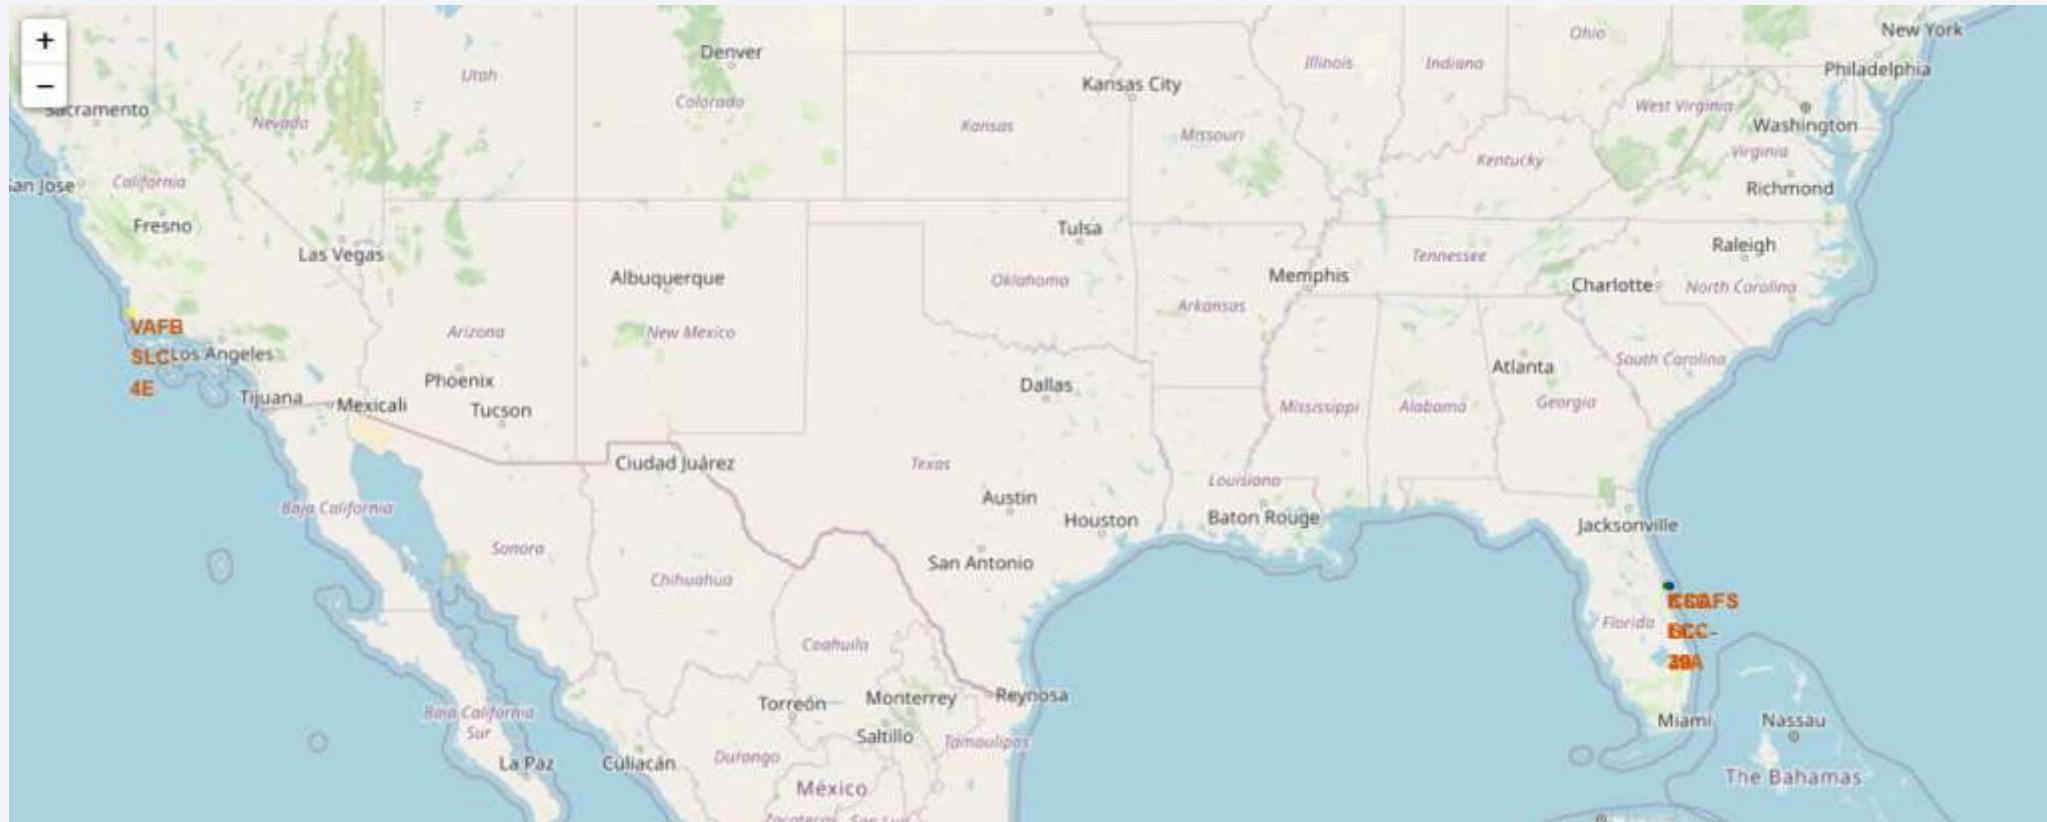 +
−
New York
Denver
Ohio
Utah
Illinois
Indiana
Philadelphia
Kansas City
Colorado
Sacramento
West Virginia
Nevada
Kansas
Washington
Missouri
Virginia
Kentucky
San Jose
California
Richmond
Fresno
Tulsa
Raleigh
Las Vegas
Tennessee
Albuquerque
Oklahoma
Memphis
Charlotte
North Carolina
Arkansas
VAFB
Arizona
New Mexico
SLC-
Los Angeles
South Carolina
Atlanta
Phoenix
Dallas
4E
Tijuana
Mexicali
Tucson
Mississippi
Alabama
Georgia
Ciudad Juárez
Texas
Louisiana
Austin
Baja California
Houston
Baton Rouge
Jacksonville
Sonora
San Antonio
Chihuahua
Florida
Coahuila
Reynosa
Torreón
Monterrey
Baja California
Sur
Miami
Nassau
Saltillo
Tamaulipas
Durango
La Paz
Culiacán
The Bahamas
México
Zacatecas
San Luis